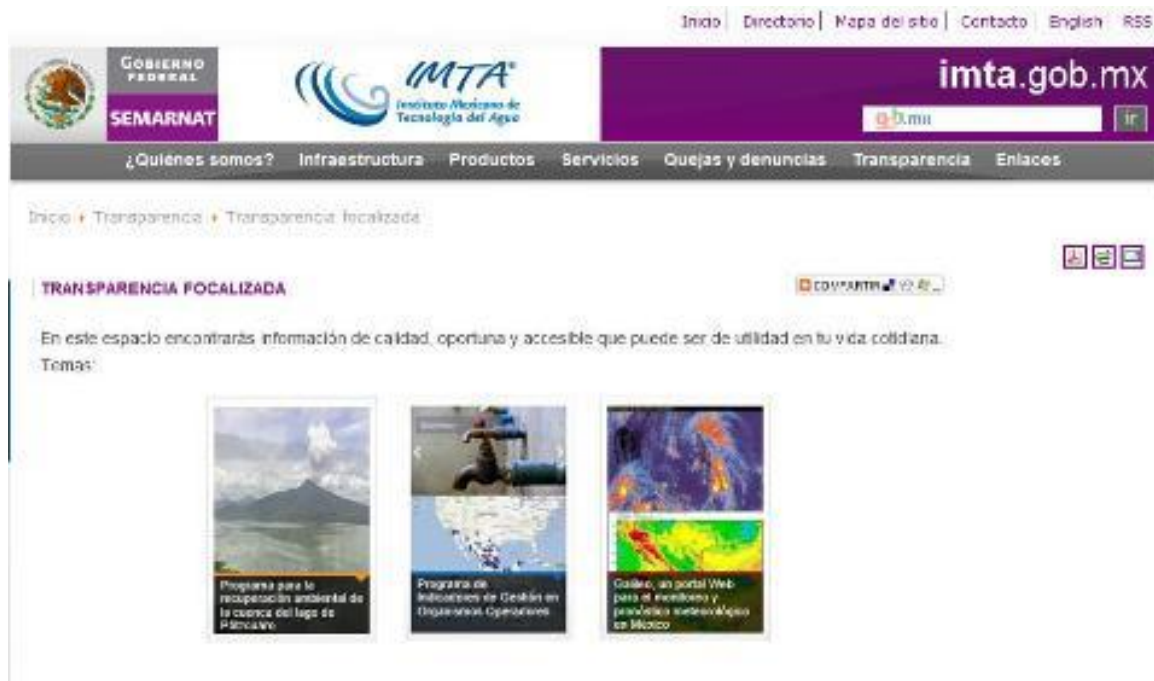 Inicio | Directorio | Mapa del sitio | Contacto | English | RSS
GOBIERNO
FEDERAL
SEMARNAT
IMTA
Instituto Mexicano de
Tecnología del Agua
imta.gob.mx
ir
¿Quiénes somos? Infraestructura Productos Servicios Quejas y denuncias Transparencia Enlaces
Inicio Transparencia Transparencia focalizada
TRANSPARENCIA FOCALIZADA
COMPARTIR
En este espacio encontrarás información de calidad, oportuna y accesible que puede ser de utilidad en tu vida cotidiana.
Temas:
Programa para la
recuperación ambiental de
la cuenca del lago de
Pátzcuaro
Programa de
Indicadores de Gestión en
Organismos Operadores
Galileo, un portal Web
para el monitoreo y
pronóstico meteorológico
en México